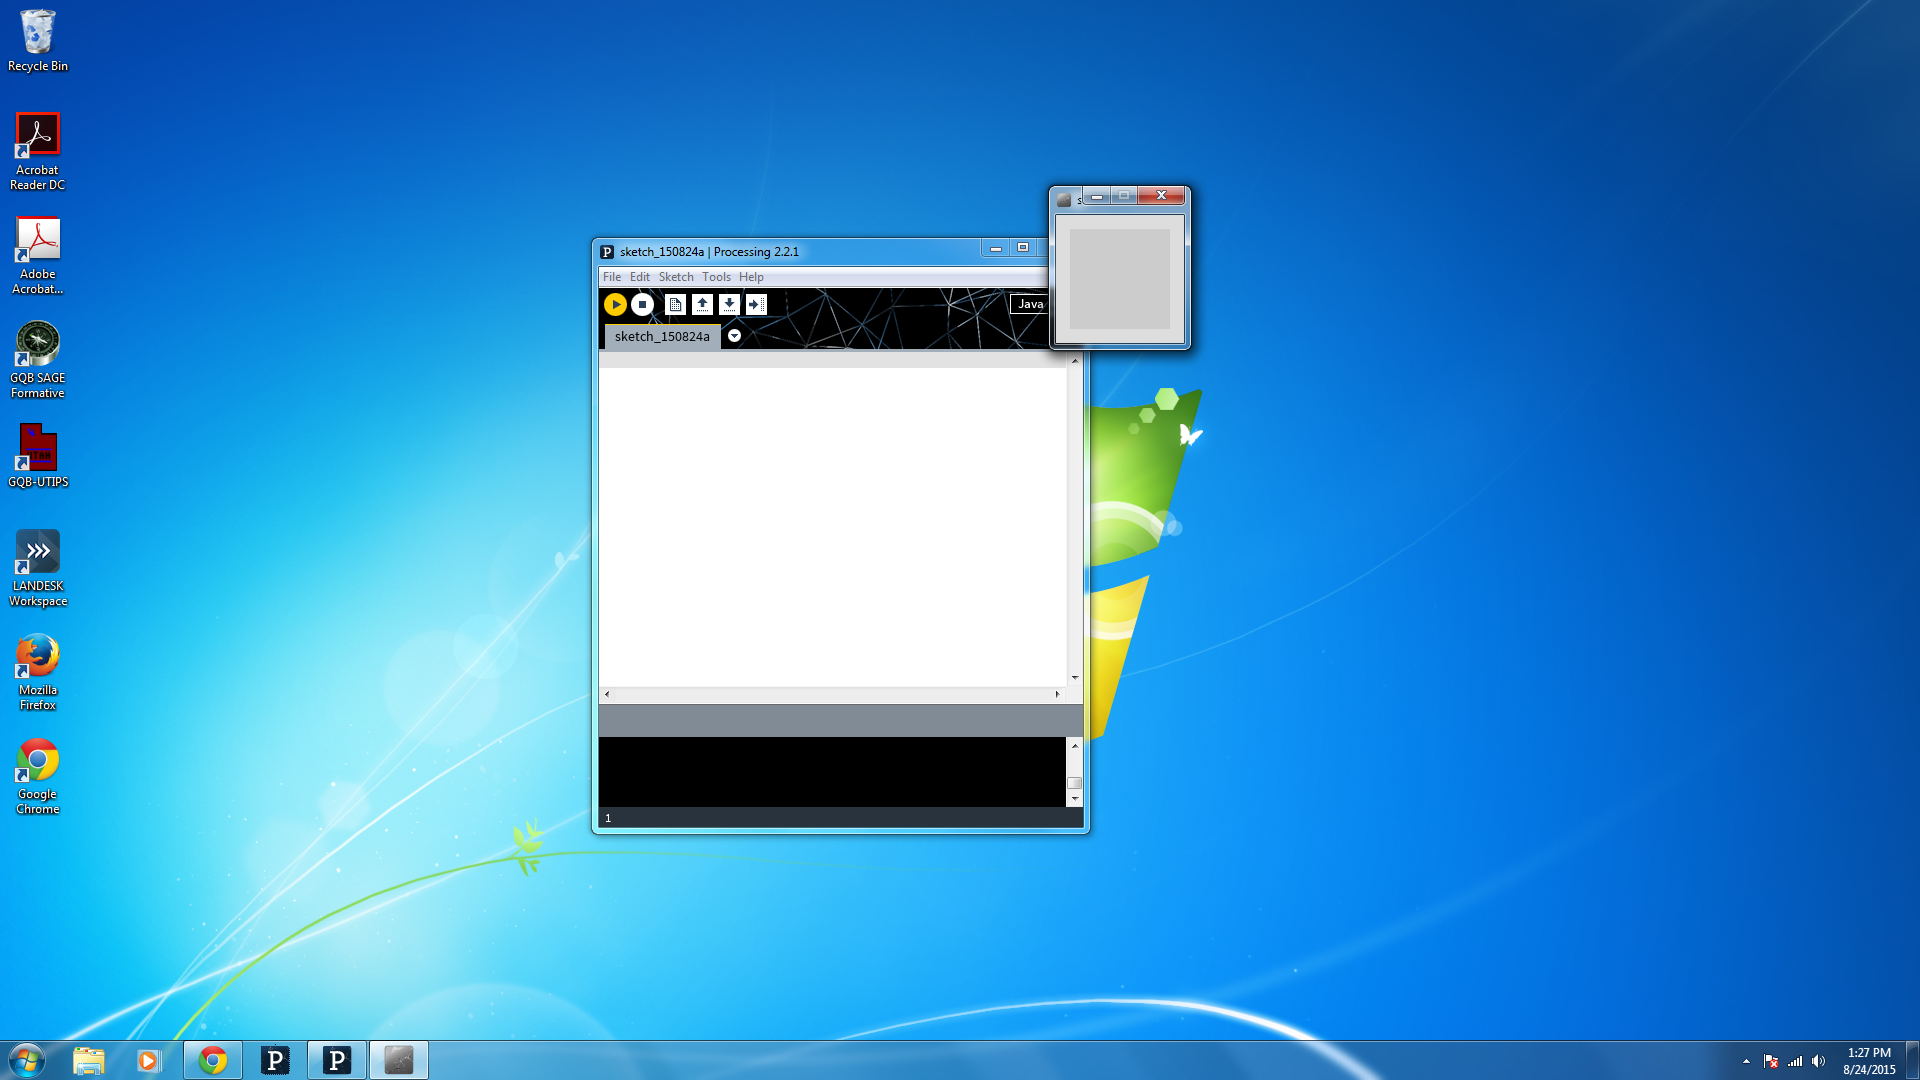 Recycle Bin
Acrobat
Reader DC
Adobe
Acrobat...
GQB SAGE
Formative
UTAH
GQB-UTIPS
LANDESK
Workspace
Mozilla
Firefox
Google
Chrome
sketch_150824a | Processing 2.2.1
File Edit Sketch Tools Help
Java
sketch_150824a
1
s
1:27 PM
8/24/2015